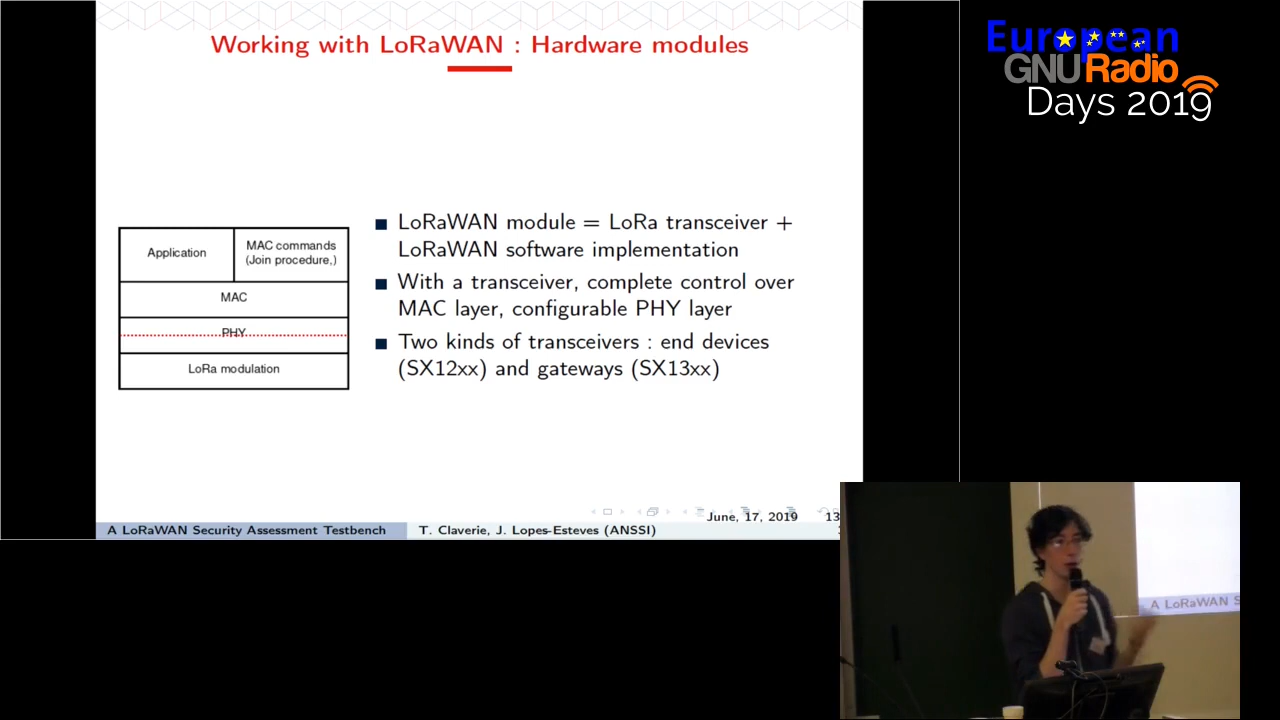 Working with LoRaWAN : Hardware modules
European
GNURadio
Days 2019
Application
MAC commands
(Join procedure,)
MAC
PHY
LoRa modulation
LoRaWAN module = LoRa transceiver +
LoRaWAN software implementation
With a transceiver, complete control over
MAC layer, configurable PHY layer
Two kinds of transceivers : end devices
(SX12xx) and gateways (SX13xx)
June, 17, 2019 13
A LoRaWAN Security Assessment Testbench T. Claverie, J. Lopes-Esteves (ANSSI)
A LoRaWAN S